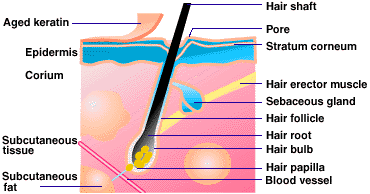 Aged keratin
Epidermis
Corium
Subcutaneous
tissue
Subcutaneous
fat
Hair shaft
Pore
Stratum corneum
Hair erector muscle
Sebaceous gland
Hair follicle
Hair root
Hair bulb
Hair papilla
Blood vessel